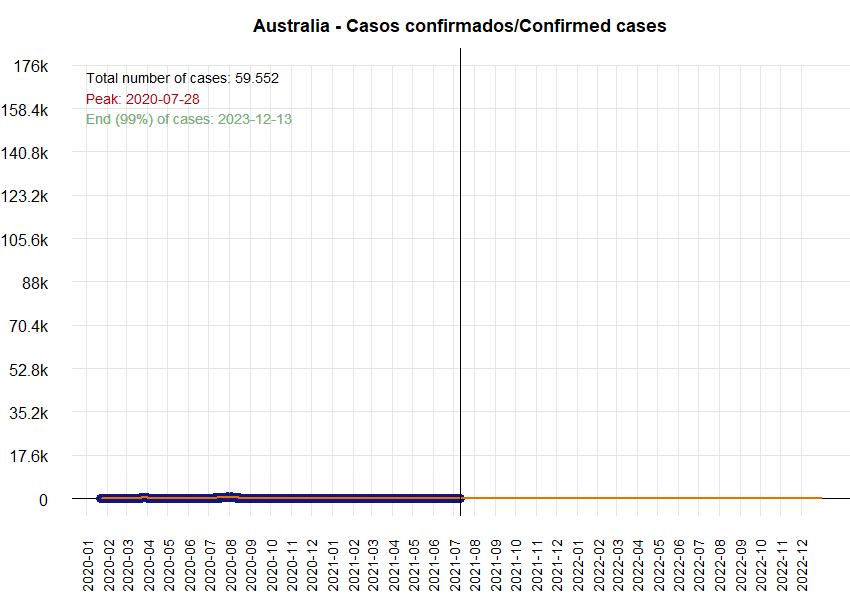 Australia - Casos confirmados/Confirmed cases
176k
Total number of cases: 59.552
Peak: 2020-07-28
158.4k
End (99%) of cases: 2023-12-13
140.8k
123.2k
105.6k
88k
70.4k
52.8k
35.2k
17.6k
0
2020-01
2020-02
2020-03
2020-04
2020-05
2020-06
2020-07
2020-08
2020-09
2020-10
2020-11
2020-12
2021-01
2021-02
2021-03
2021-04
2021-05
2021-06
2021-07
2021-08
2021-09
2021-10
2021-11
2021-12
2022-01
2022-02
2022-03
2022-04
2022-05
2022-06
2022-07
2022-08
2022-09
2022-10
2022-11
2022-12